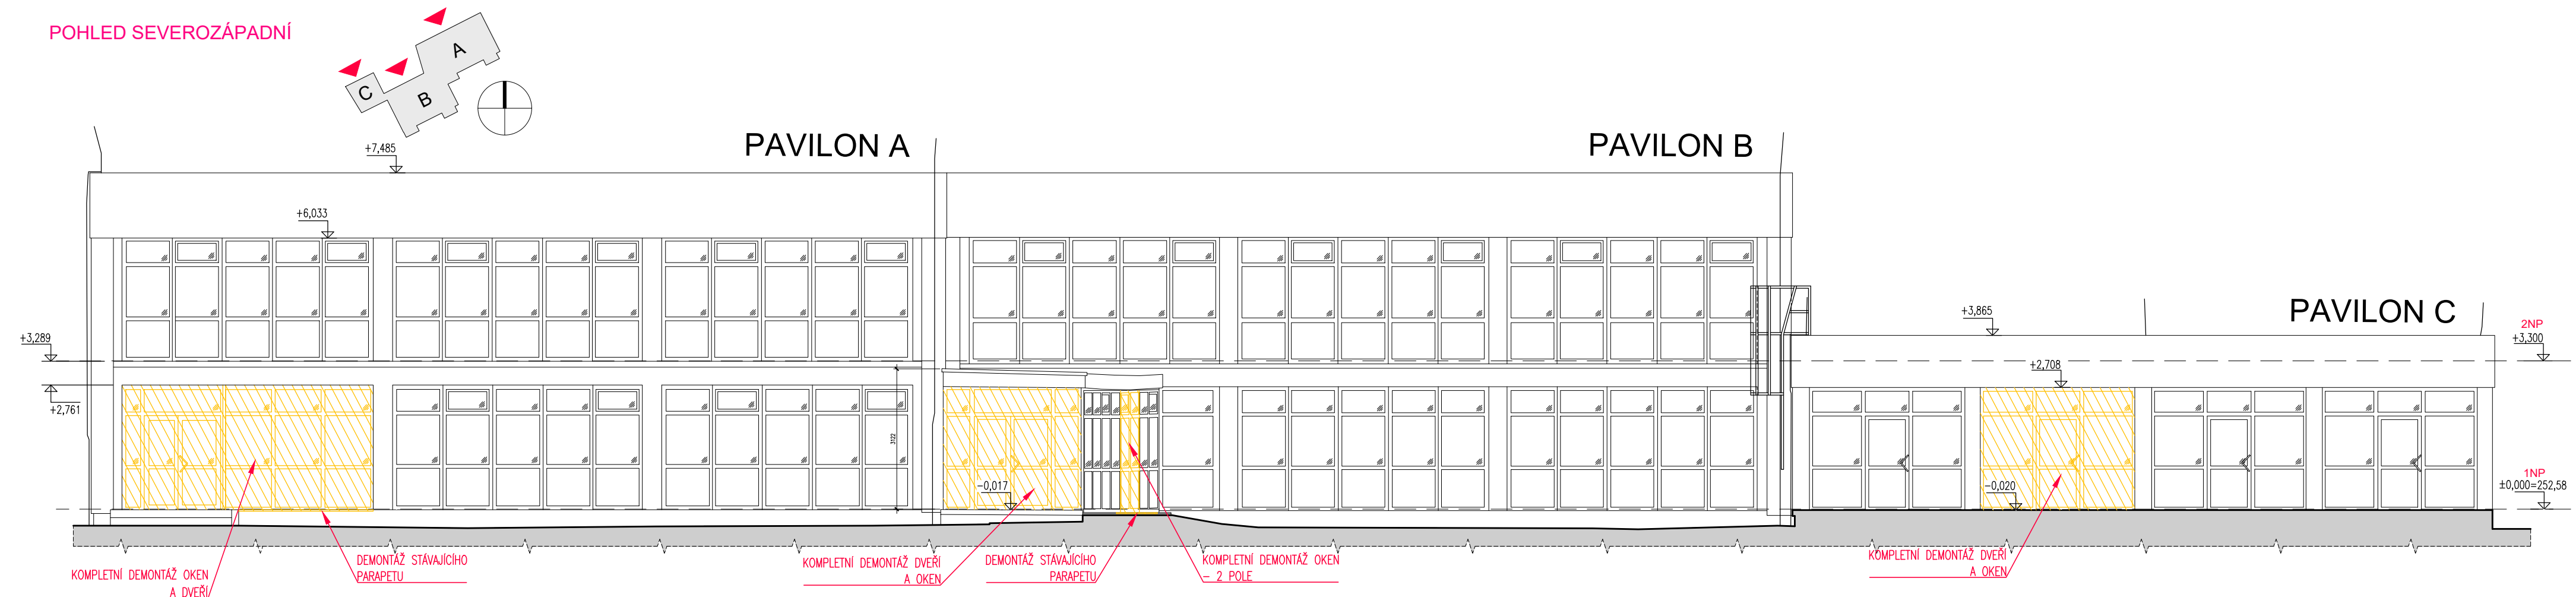 POHLED SEVEROZÁPADNÍ
A
C
B
PAVILON A
PAVILON B
PAVILON C
+7,485
+6,033
+3,289
+2,761
3122
-0,017
+3,865
+2,708
-0,020
2NP
+3,300
1NP
±0,000=252,58
KOMPLETNÍ DEMONTÁŽ OKEN
A DVEŘÍ
DEMONTÁŽ STÁVAJÍCÍHO
PARAPETU
KOMPLETNÍ DEMONTÁŽ DVEŘÍ
A OKEN
DEMONTÁŽ STÁVAJÍCÍHO
PARAPETU
KOMPLETNÍ DEMONTÁŽ OKEN
- 2 POLE
KOMPLETNÍ DEMONTÁŽ DVEŘÍ
A OKEN